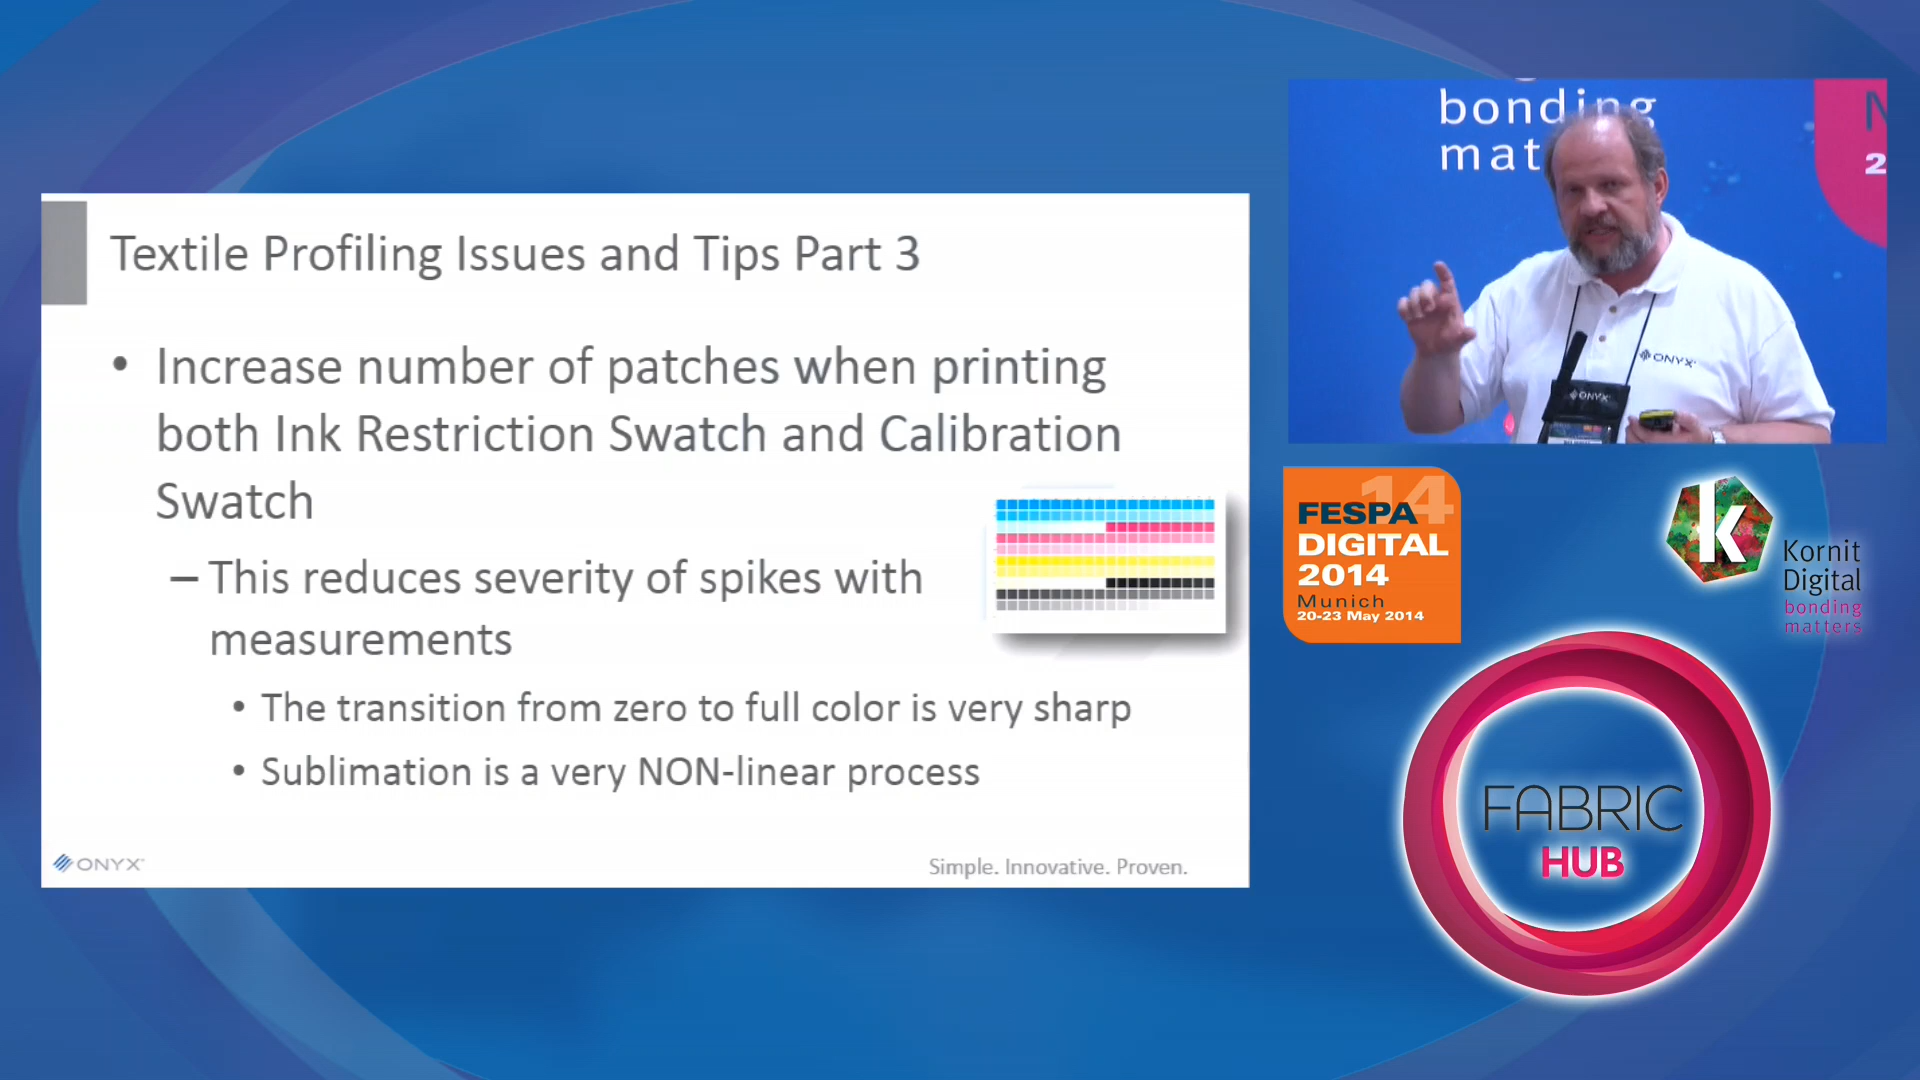 Textile Profiling Issues and Tips Part 3
• Increase number of patches when printing
both Ink Restriction Swatch and Calibration
Swatch
– This reduces severity of spikes with
measurements
• The transition from zero to full color is very sharp
• Sublimation is a very NON-linear process
ONYX
Simple. Innovative. Proven.
bonding
mat
N
2
ONYX
ONYX
14
FESPA
DIGITAL
2014
Munich
20-23 May 2014
k
Kornit
Digital
bonding
matters
FABRIC
HUB